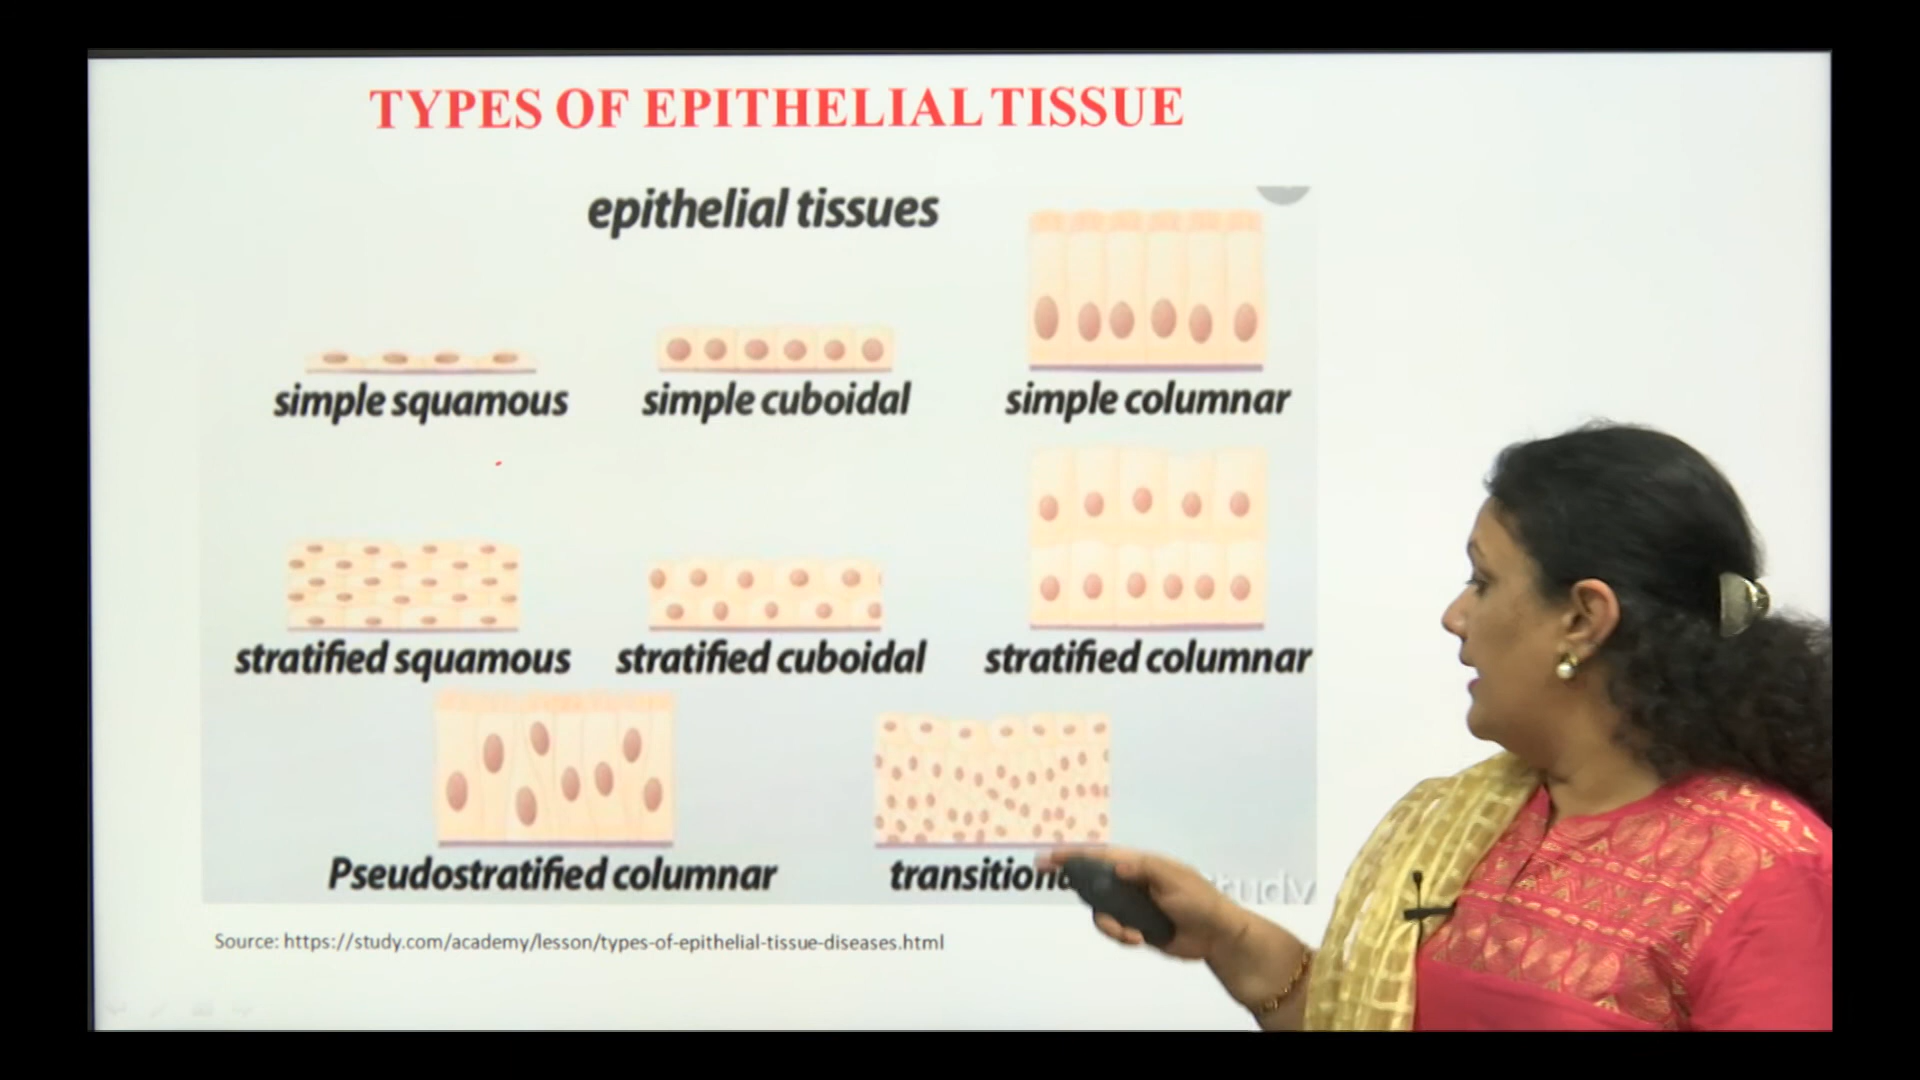 TYPES OF EPITHELIAL TISSUE
epithelial tissues
simple squamous simple cuboidal simple columnar
stratified squamous stratified cuboidal stratified columnar
Pseudostratified columnar
Source: https://study.com/academy/lesson/types-of-epithelial-tissue-diseases.html